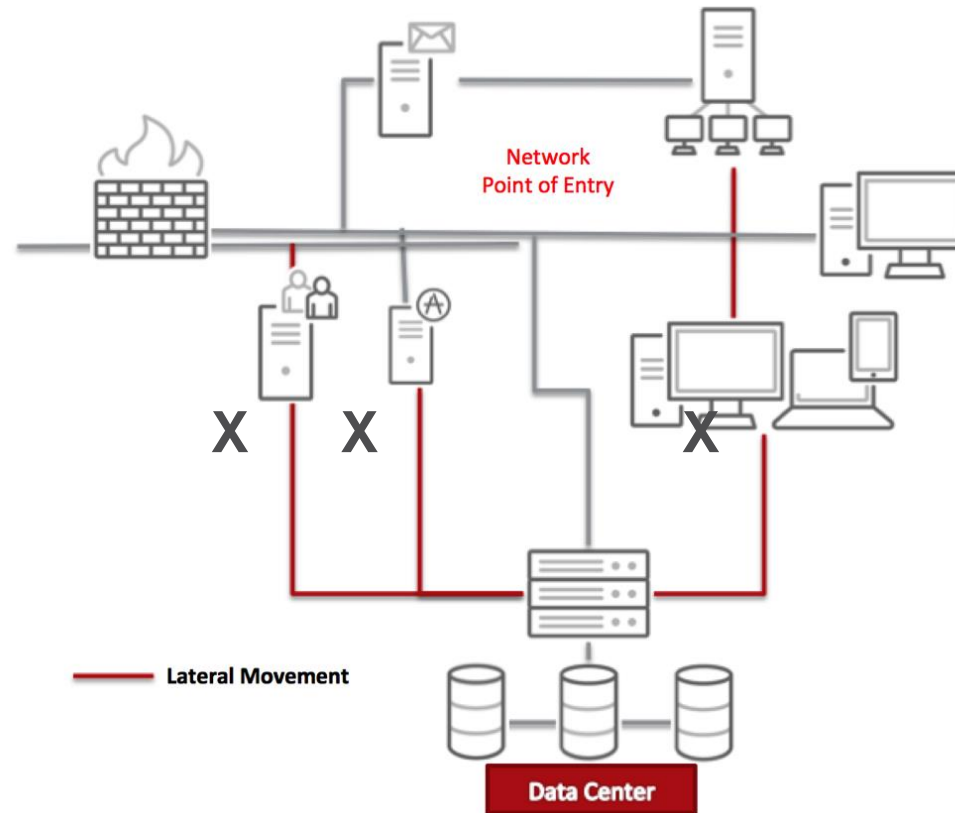 Network
Point of Entry
X X X
Lateral Movement
Data Center